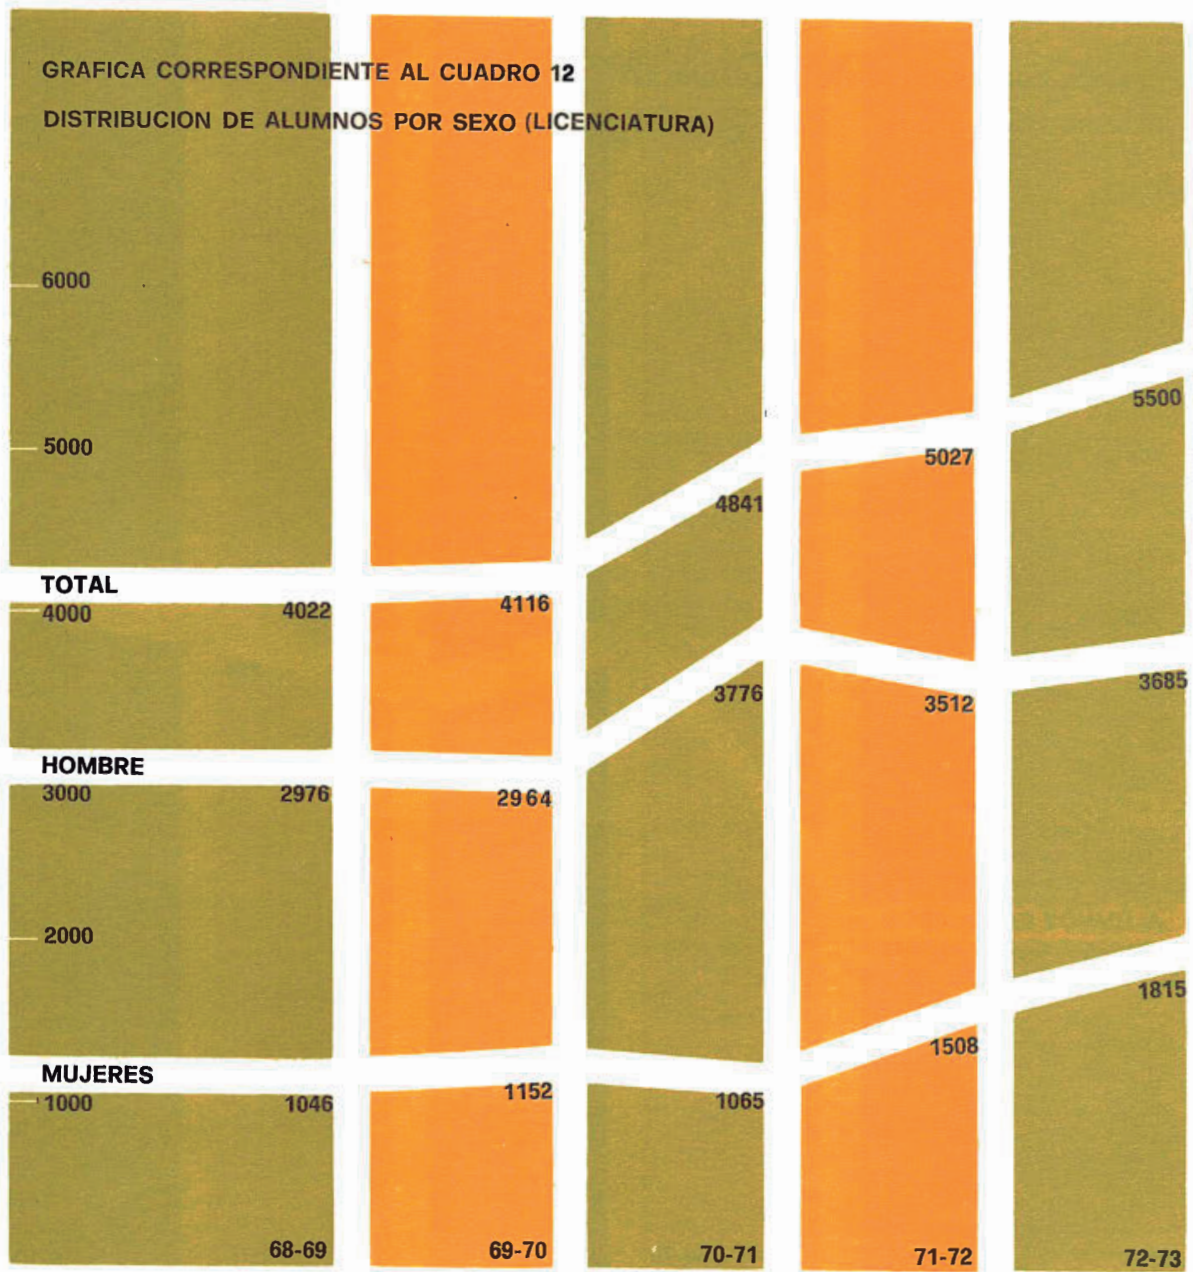 GRAFICA CORRESPONDIENTE AL CUADRO 12
DISTRIBUCION DE ALUMNOS POR SEXO (LICENCIATURA)
6000
5500
5000
5027
4841
TOTAL
4000 4022 4116
3776 3512 3685
HOMBRE
3000 2976 2964
2000
1815
1508
MUJERES
1000 1046 1152 1065
68-69 69-70 70-71 71-72 72-73